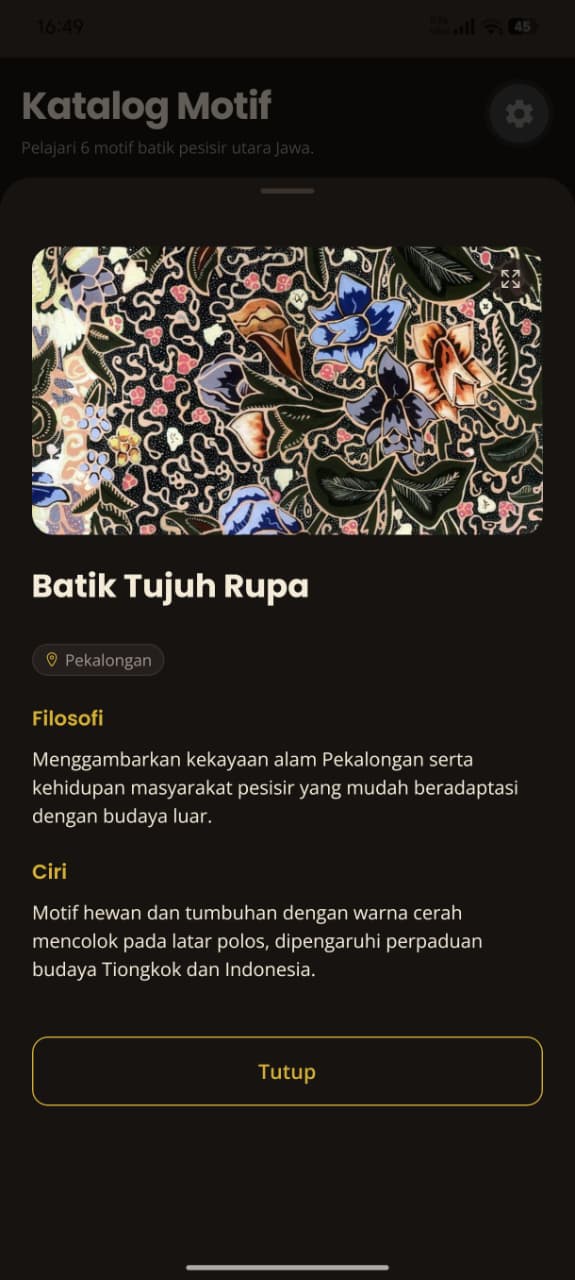 16:49
45
Katalog Motif
Pelajari 6 motif batik pesisir utara Jawa.
Batik Tujuh Rupa
Pekalongan
Filosofi
Menggambarkan kekayaan alam Pekalongan serta
kehidupan masyarakat pesisir yang mudah beradaptasi
dengan budaya luar.
Ciri
Motif hewan dan tumbuhan dengan warna cerah
mencolok pada latar polos, dipengaruhi perpaduan
budaya Tiongkok dan Indonesia.
Tutup